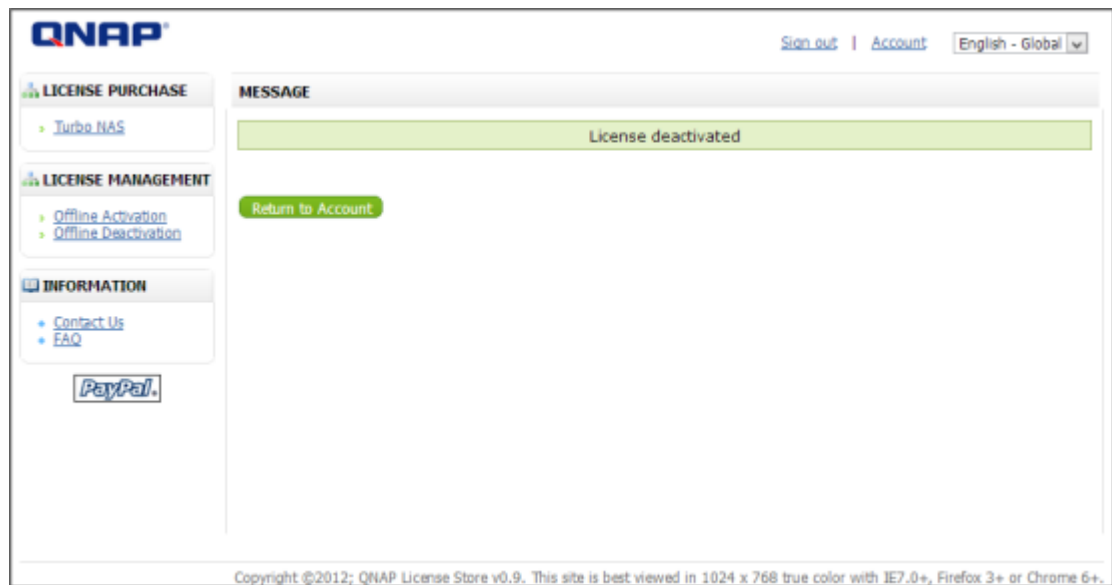 QNAP
Sign out | Account English - Global
LICENSE PURCHASE
Turbo NAS
LICENSE MANAGEMENT
Offline Activation
Offline Deactivation
INFORMATION
Contact Us
FAQ
PayPal.
MESSAGE
License deactivated
Return to Account
Copyright ©2012; QNAP License Store v0.9. This site is best viewed in 1024 x 768 true color with IE7.0+, Firefox 3+ or Chrome 6+.